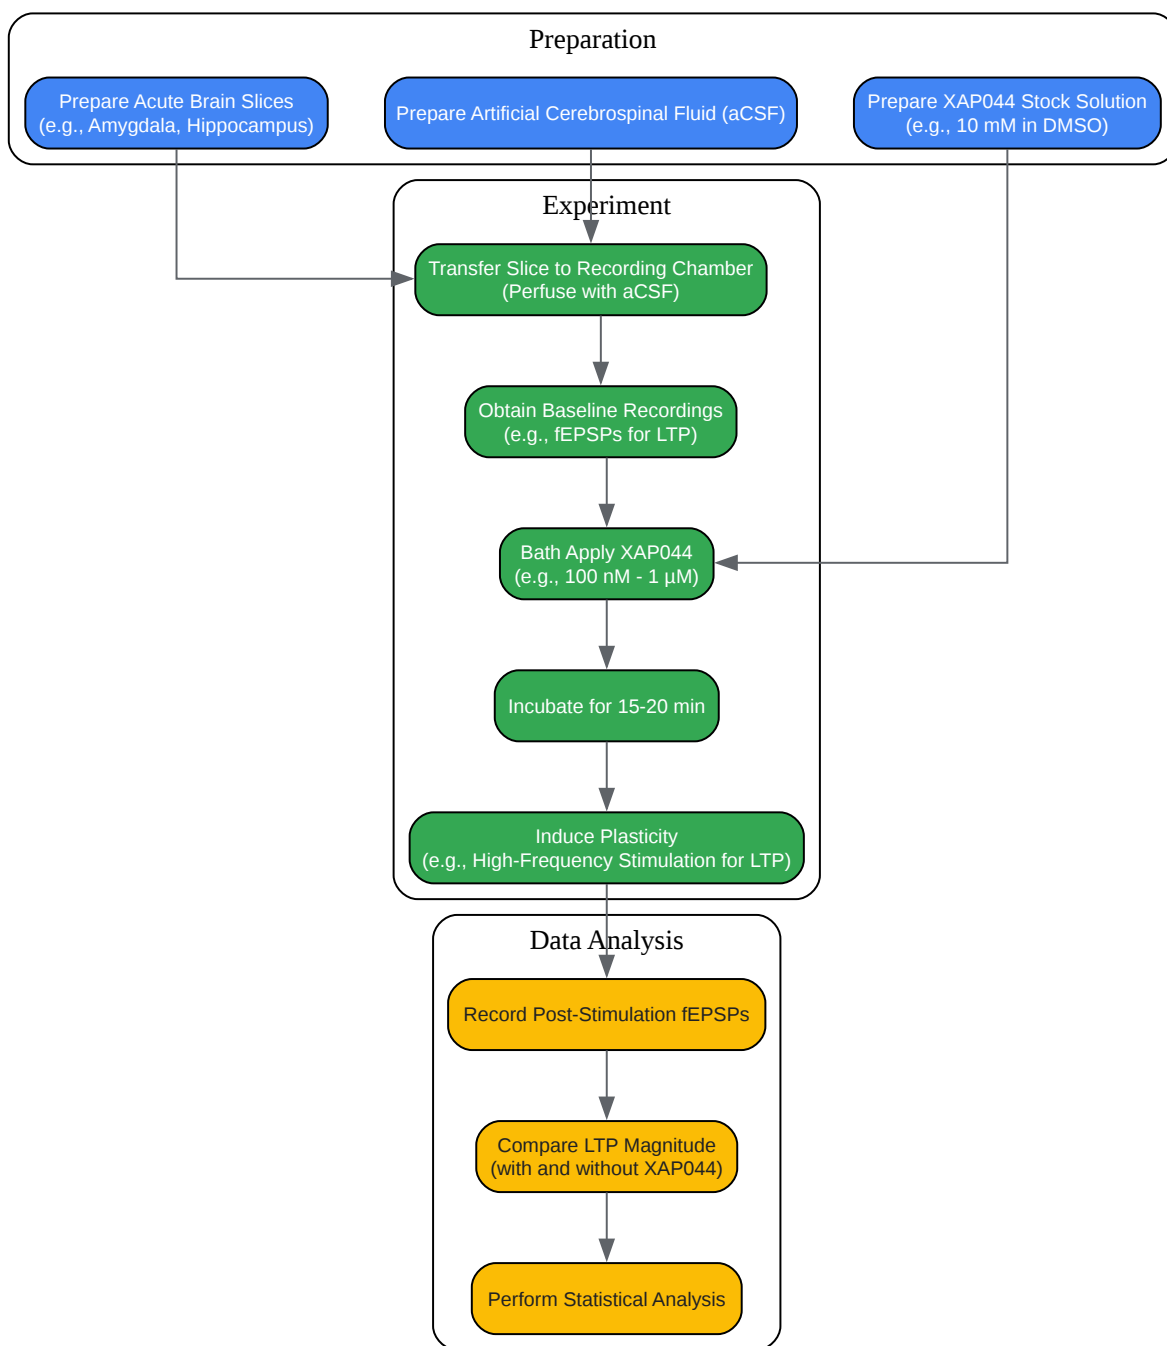 Preparation
Prepare Acute Brain Slices
(e.g., Amygdala, Hippocampus)
Prepare Artificial Cerebrospinal Fluid (aCSF)
Prepare XAP044 Stock Solution
(e.g., 10 mM in DMSO)
Experiment
Transfer Slice to Recording Chamber
(Perfuse with aCSF)
Obtain Baseline Recordings
(e.g., fEPSPs for LTP)
Bath Apply XAP044
(e.g., 100 nM - 1 µM)
Incubate for 15-20 min
Induce Plasticity
(e.g., High-Frequency Stimulation for LTP)
Data Analysis
Record Post-Stimulation fEPSPs
Compare LTP Magnitude
(with and without XAP044)
Perform Statistical Analysis